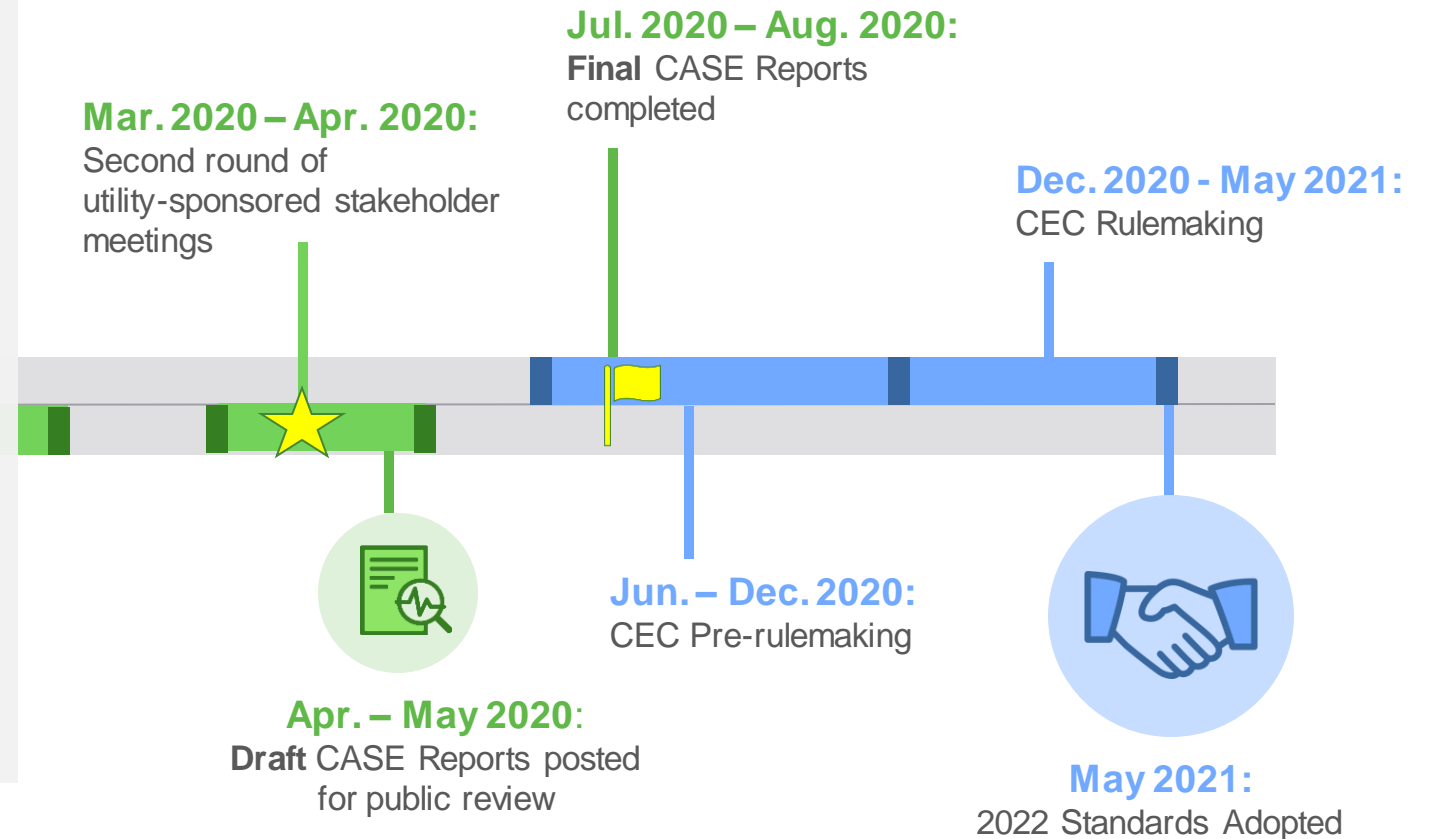 Jul. 2020 – Aug. 2020:
Final CASE Reports
completed
Mar. 2020 – Apr. 2020:
Second round of
utility-sponsored stakeholder
meetings
Dec. 2020 - May 2021:
CEC Rulemaking
Jun. – Dec. 2020:
CEC Pre-rulemaking
Apr. – May 2020:
Draft CASE Reports posted
for public review
May 2021:
2022 Standards Adopted